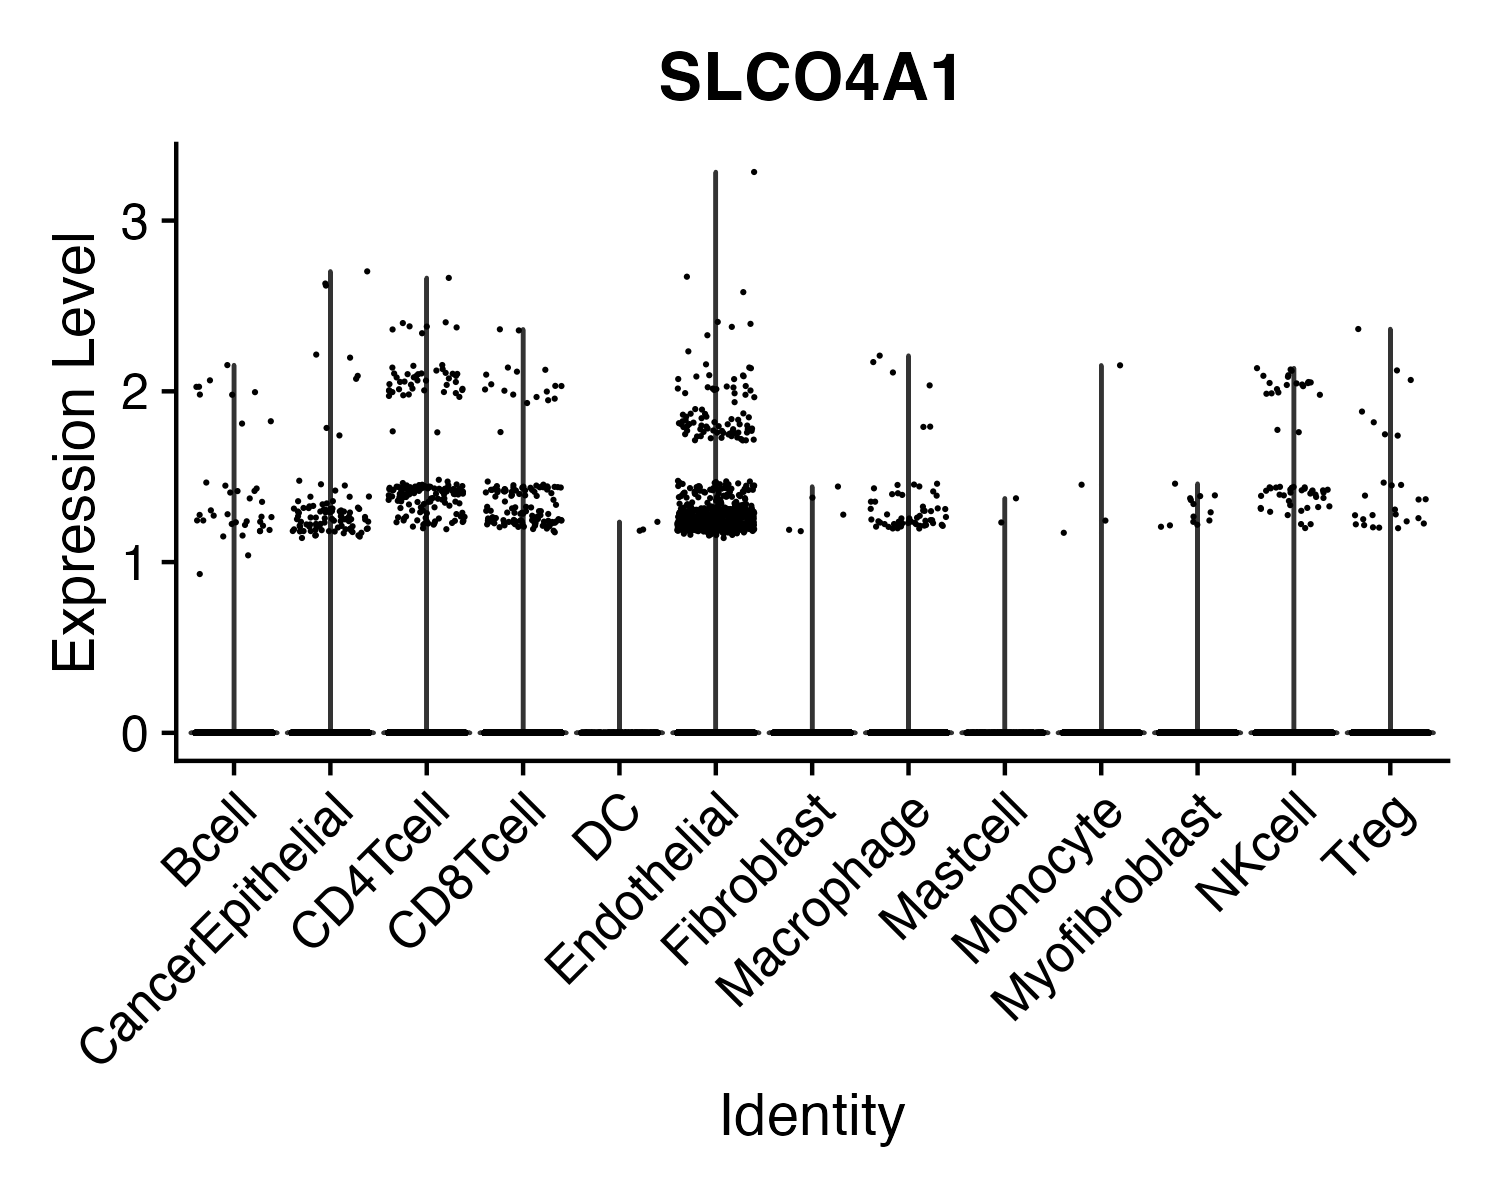 SLCO4A1
Expression Level
3
2
1
0
Bcell
CancerEpithelial
CD4Tcell
CD8Tcell
DC
Endothelial
Fibroblast
Macrophage
Mastcell
Monocyte
Myofibroblast
NKcell
Treg
Identity